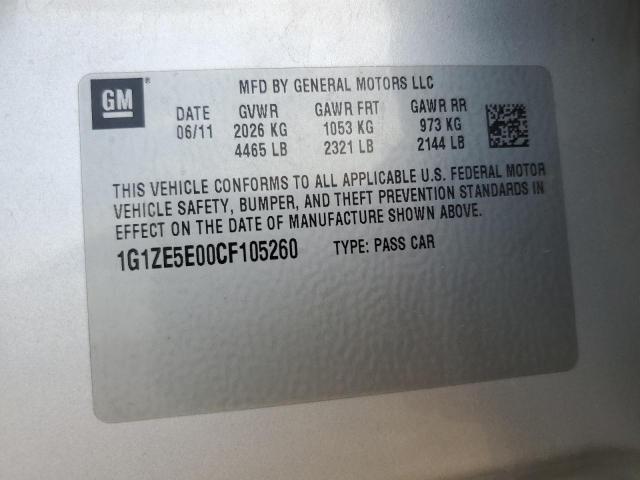 GM
MFD BY GENERAL MOTORS LLC
DATE GVWR GAWR FRT GAWR RR
06/11 2026 KG 1053 KG 973 KG
4465 LB 2321 LB 2144 LB
THIS VEHICLE CONFORMS TO ALL APPLICABLE U.S. FEDERAL MOTOR
VEHICLE SAFETY, BUMPER, AND THEFT PREVENTION STANDARDS IN
EFFECT ON THE DATE OF MANUFACTURE SHOWN ABOVE.
1G1ZE5E00CF105260 TYPE: PASS CAR